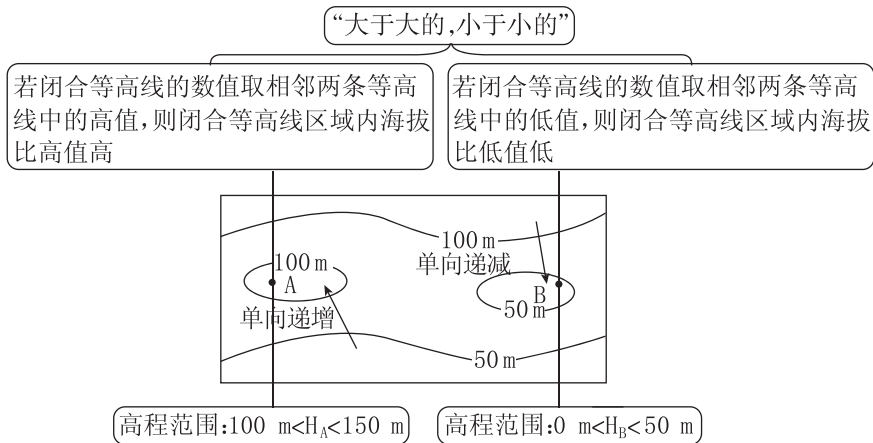 “大于大的,小于小的”
若闭合等高线的数值取相邻两条等高
线中的高值,则闭合等高线区域内海拔
比高值高
若闭合等高线的数值取相邻两条等高
线中的低值,则闭合等高线区域内海拔
比低值低
100 m
100 m
单向递减
A
B
50 m
单向递增
50 m
高程范围:100 m<H_A<150 m
高程范围:0 m<H_B<50 m